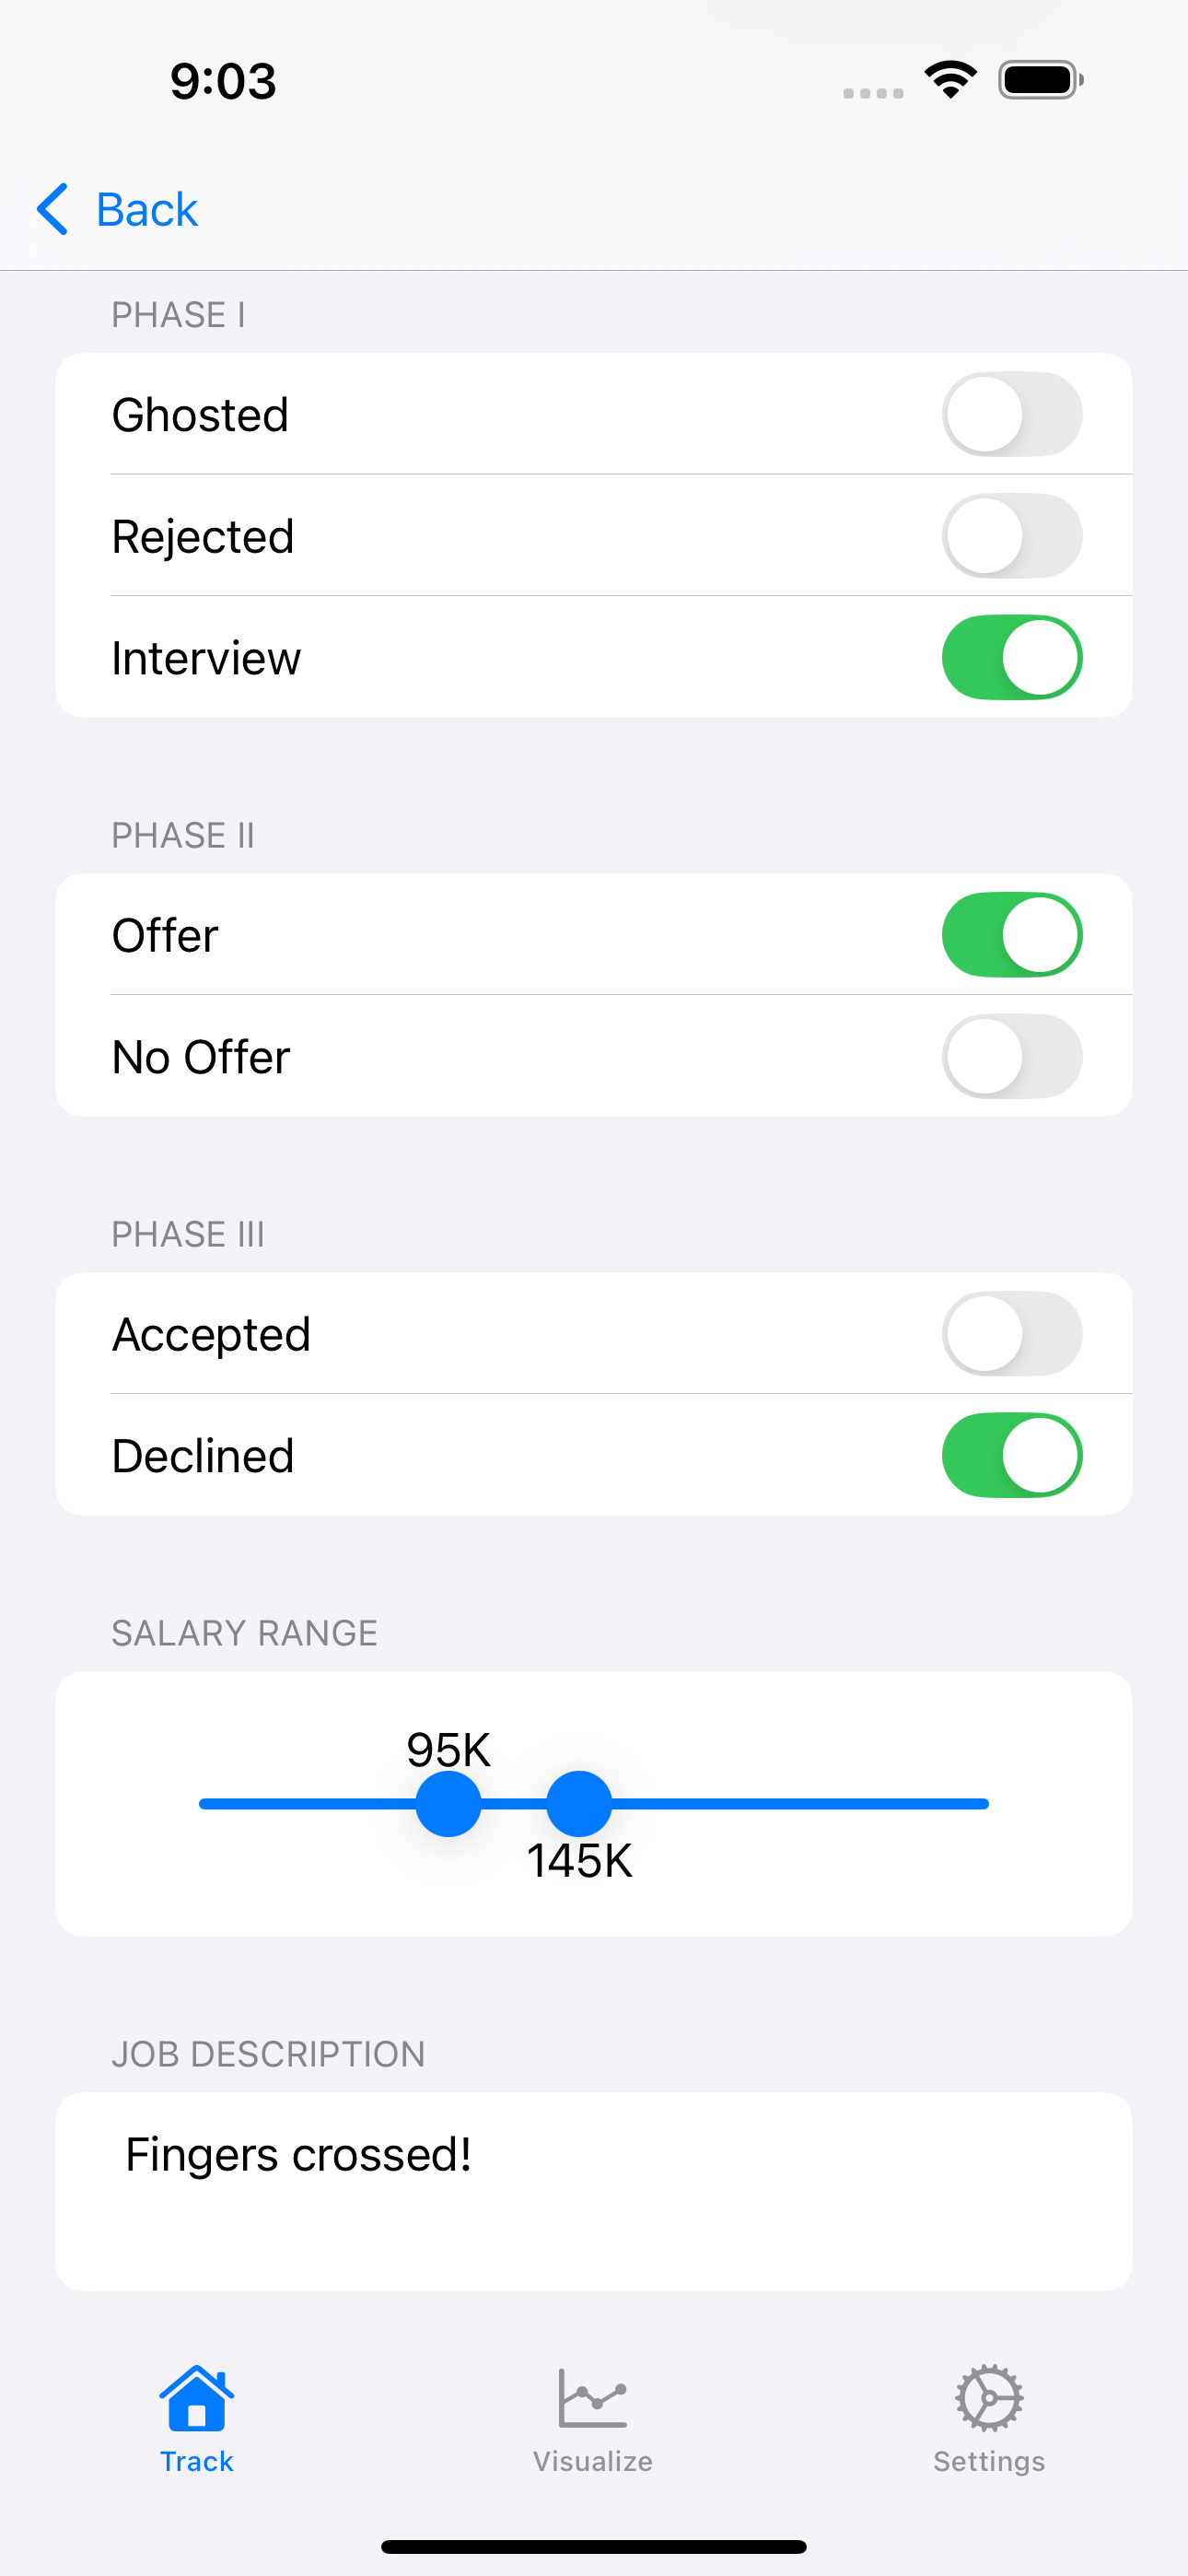 9:03
Back
PHASE I
Ghosted
Rejected
Interview
PHASE II
Offer
No Offer
PHASE III
Accepted
Declined
SALARY RANGE
95K
145K
JOB DESCRIPTION
Fingers crossed!
Track
Visualize
Settings